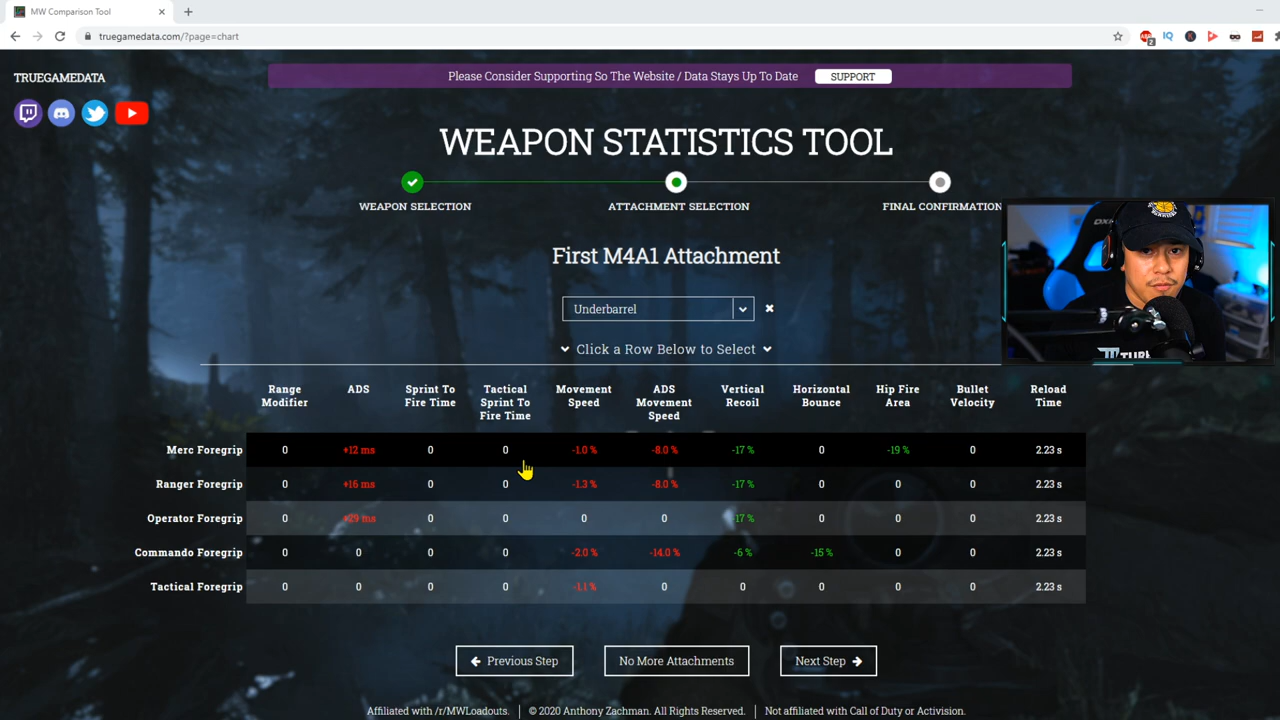 MW Comparison Tool
truegamedata.com/?page=chart
TRUEGAMEDATA
Please Consider Supporting So The Website / Data Stays Up To Date SUPPORT
WEAPON STATISTICS TOOL
WEAPON SELECTION ATTACHMENT SELECTION FINAL CONFIRMATION
First M4A1 Attachment
Underbarrel
Click a Row Below to Select
Range Modifier ADS Sprint To Fire Time Tactical Sprint To Fire Time Movement Speed ADS Movement Speed Vertical Recoil Horizontal Bounce Hip Fire Area Bullet Velocity Reload Time
Merc Foregrip 0 +12 ms 0 0 -1.0 % -8.0 % -17 % 0 -19 % 0 2.23 s
Ranger Foregrip 0 +16 ms 0 0 -1.3 % -8.0 % -17 % 0 0 0 2.23 s
Operator Foregrip 0 +29 ms 0 0 0 0 -17 % 0 0 0 2.23 s
Commando Foregrip 0 0 0 0 -2.0 % -14.0 % -6 % -15 % 0 0 2.23 s
Tactical Foregrip 0 0 0 0 -1.1 % 0 0 0 0 0 2.23 s
Previous Step No More Attachments Next Step
Affiliated with /r/MWLoadouts. | © 2020 Anthony Zachman. All Rights Reserved. | Not affiliated with Call of Duty or Activision.